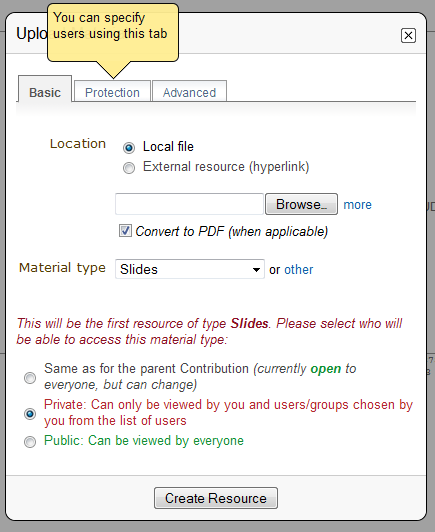 You can specify
users using this tab
Uplo
Basic
Protection
Advanced
Location
Local file
External resource (hyperlink)
Browse... more
Convert to PDF (when applicable)
Material type Slides or other
This will be the first resource of type Slides. Please select who will
be able to access this material type:
Same as for the parent Contribution (currently open to
everyone, but can change)
Private: Can only be viewed by you and users/groups chosen by
you from the list of users
Public: Can be viewed by everyone
Create Resource